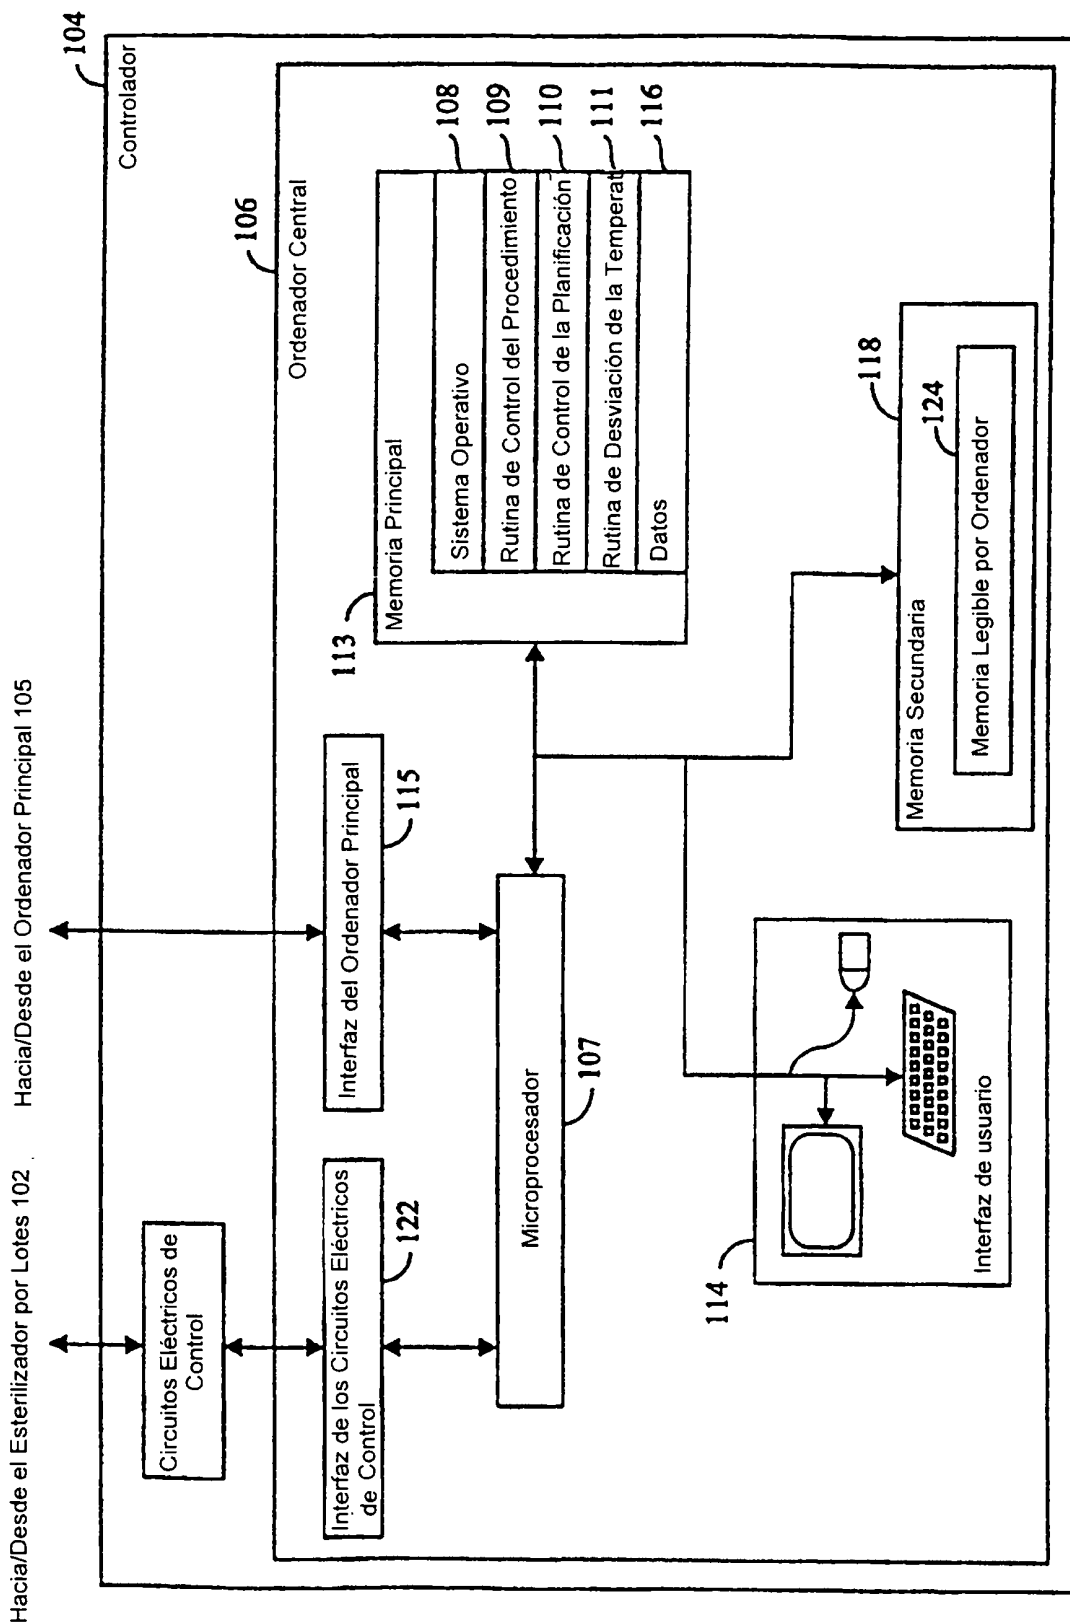 Hacia/Desde el Esterilizador por Lotes 102
Hacia/Desde el Ordenador Principal 105
104
Controlador
Circuitos Eléctricos de
Control
106
Ordenador Central
Interfaz de los Circuitos Eléctricos
de Control
122
Interfaz del Ordenador Principal
115
Microprocesador
107
113
Memoria Principal
Sistema Operativo
108
Rutina de Control del Procedimiento
109
Rutina de Control de la Planificación
110
Rutina de Desviación de la Temperat
111
Datos
116
114
Interfaz de usuario
118
Memoria Secundaria
124
Memoria Legible por Ordenador